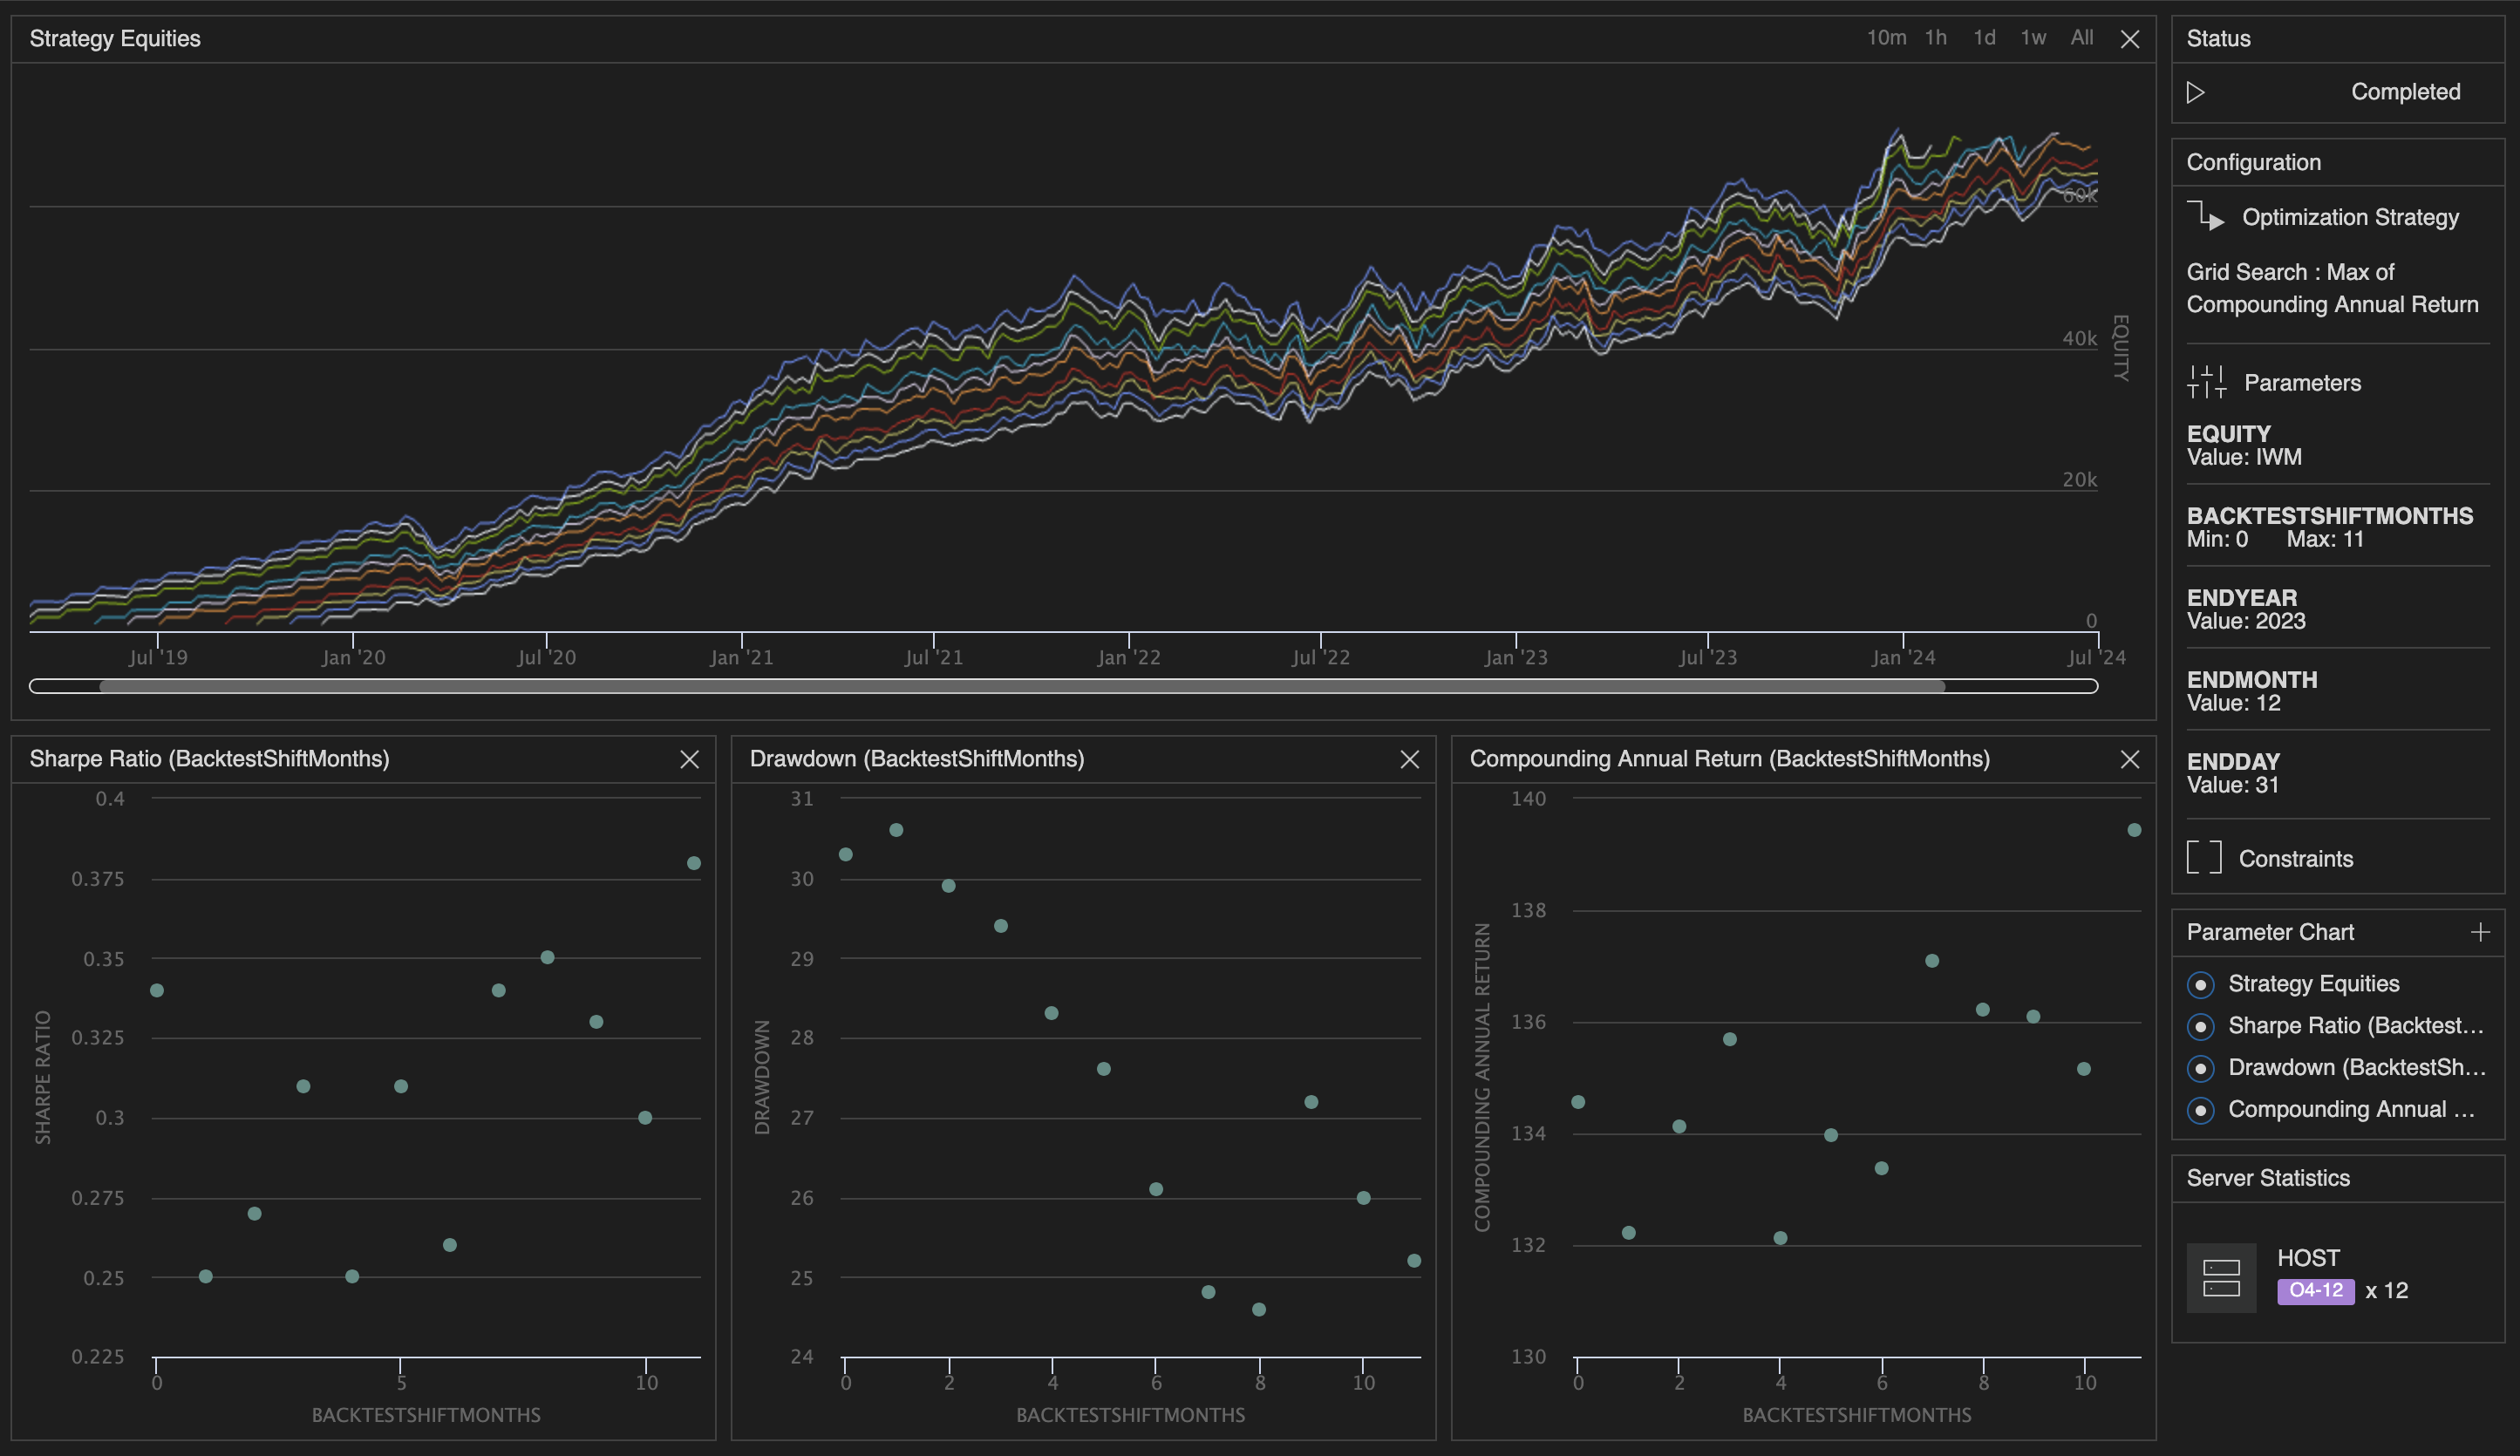 Strategy Equities
10m 1h 1d 1w All
60k
40k
20k
0
EQUITY
Jul '19 Jan '20 Jul '20 Jan '21 Jul '21 Jan '22 Jul '22 Jan '23 Jul '23 Jan '24 Jul '24
Sharpe Ratio (BacktestShiftMonths)
0.4
0.375
0.35
0.325
0.3
0.275
0.25
0.225
SHARPE RATIO
0 5 10
BACKTESTSHIFTMONTHS
Drawdown (BacktestShiftMonths)
31
30
29
28
27
26
25
24
DRAWDOWN
0 2 4 6 8 10
BACKTESTSHIFTMONTHS
Compounding Annual Return (BacktestShiftMonths)
140
138
136
134
132
130
COMPOUNDING ANNUAL RETURN
0 2 4 6 8 10
BACKTESTSHIFTMONTHS
Status
Completed
Configuration
Optimization Strategy
Grid Search : Max of
Compounding Annual Return
Parameters
EQUITY
Value: IWM
BACKTESTSHIFTMONTHS
Min: 0 Max: 11
ENDYEAR
Value: 2023
ENDMONTH
Value: 12
ENDDAY
Value: 31
Constraints
Parameter Chart
Strategy Equities
Sharpe Ratio (Backtest...
Drawdown (BacktestSh...
Compounding Annual ...
Server Statistics
HOST
O4-12 x 12